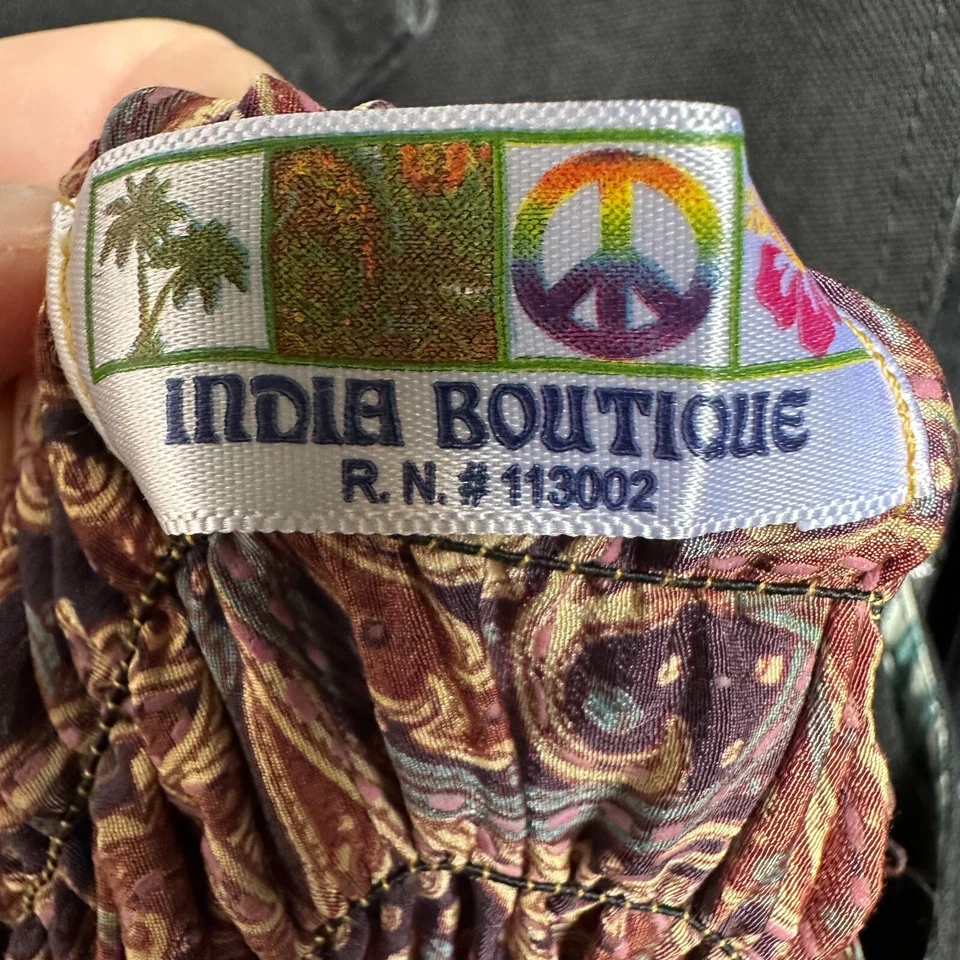 INDIA BOUTIQUE
R. N. # 113002